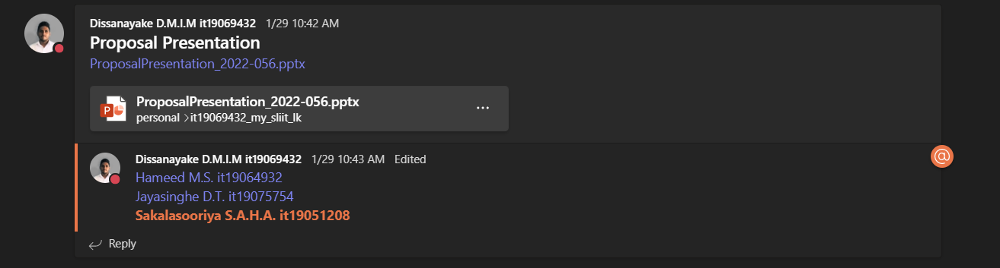 Dissanayake D.M.I.M it19069432 1/29 10:42 AM
Proposal Presentation
ProposalPresentation_2022-056.pptx
P ProposalPresentation_2022-056.pptx ...
personal >it19069432_my_sliit_lk
Dissanayake D.M.I.M it19069432 1/29 10:43 AM Edited @
Hameed M.S. it19064932
Jayasinghe D.T. it19075754
Sakalasooriya S.A.H.A. it19051208
Reply